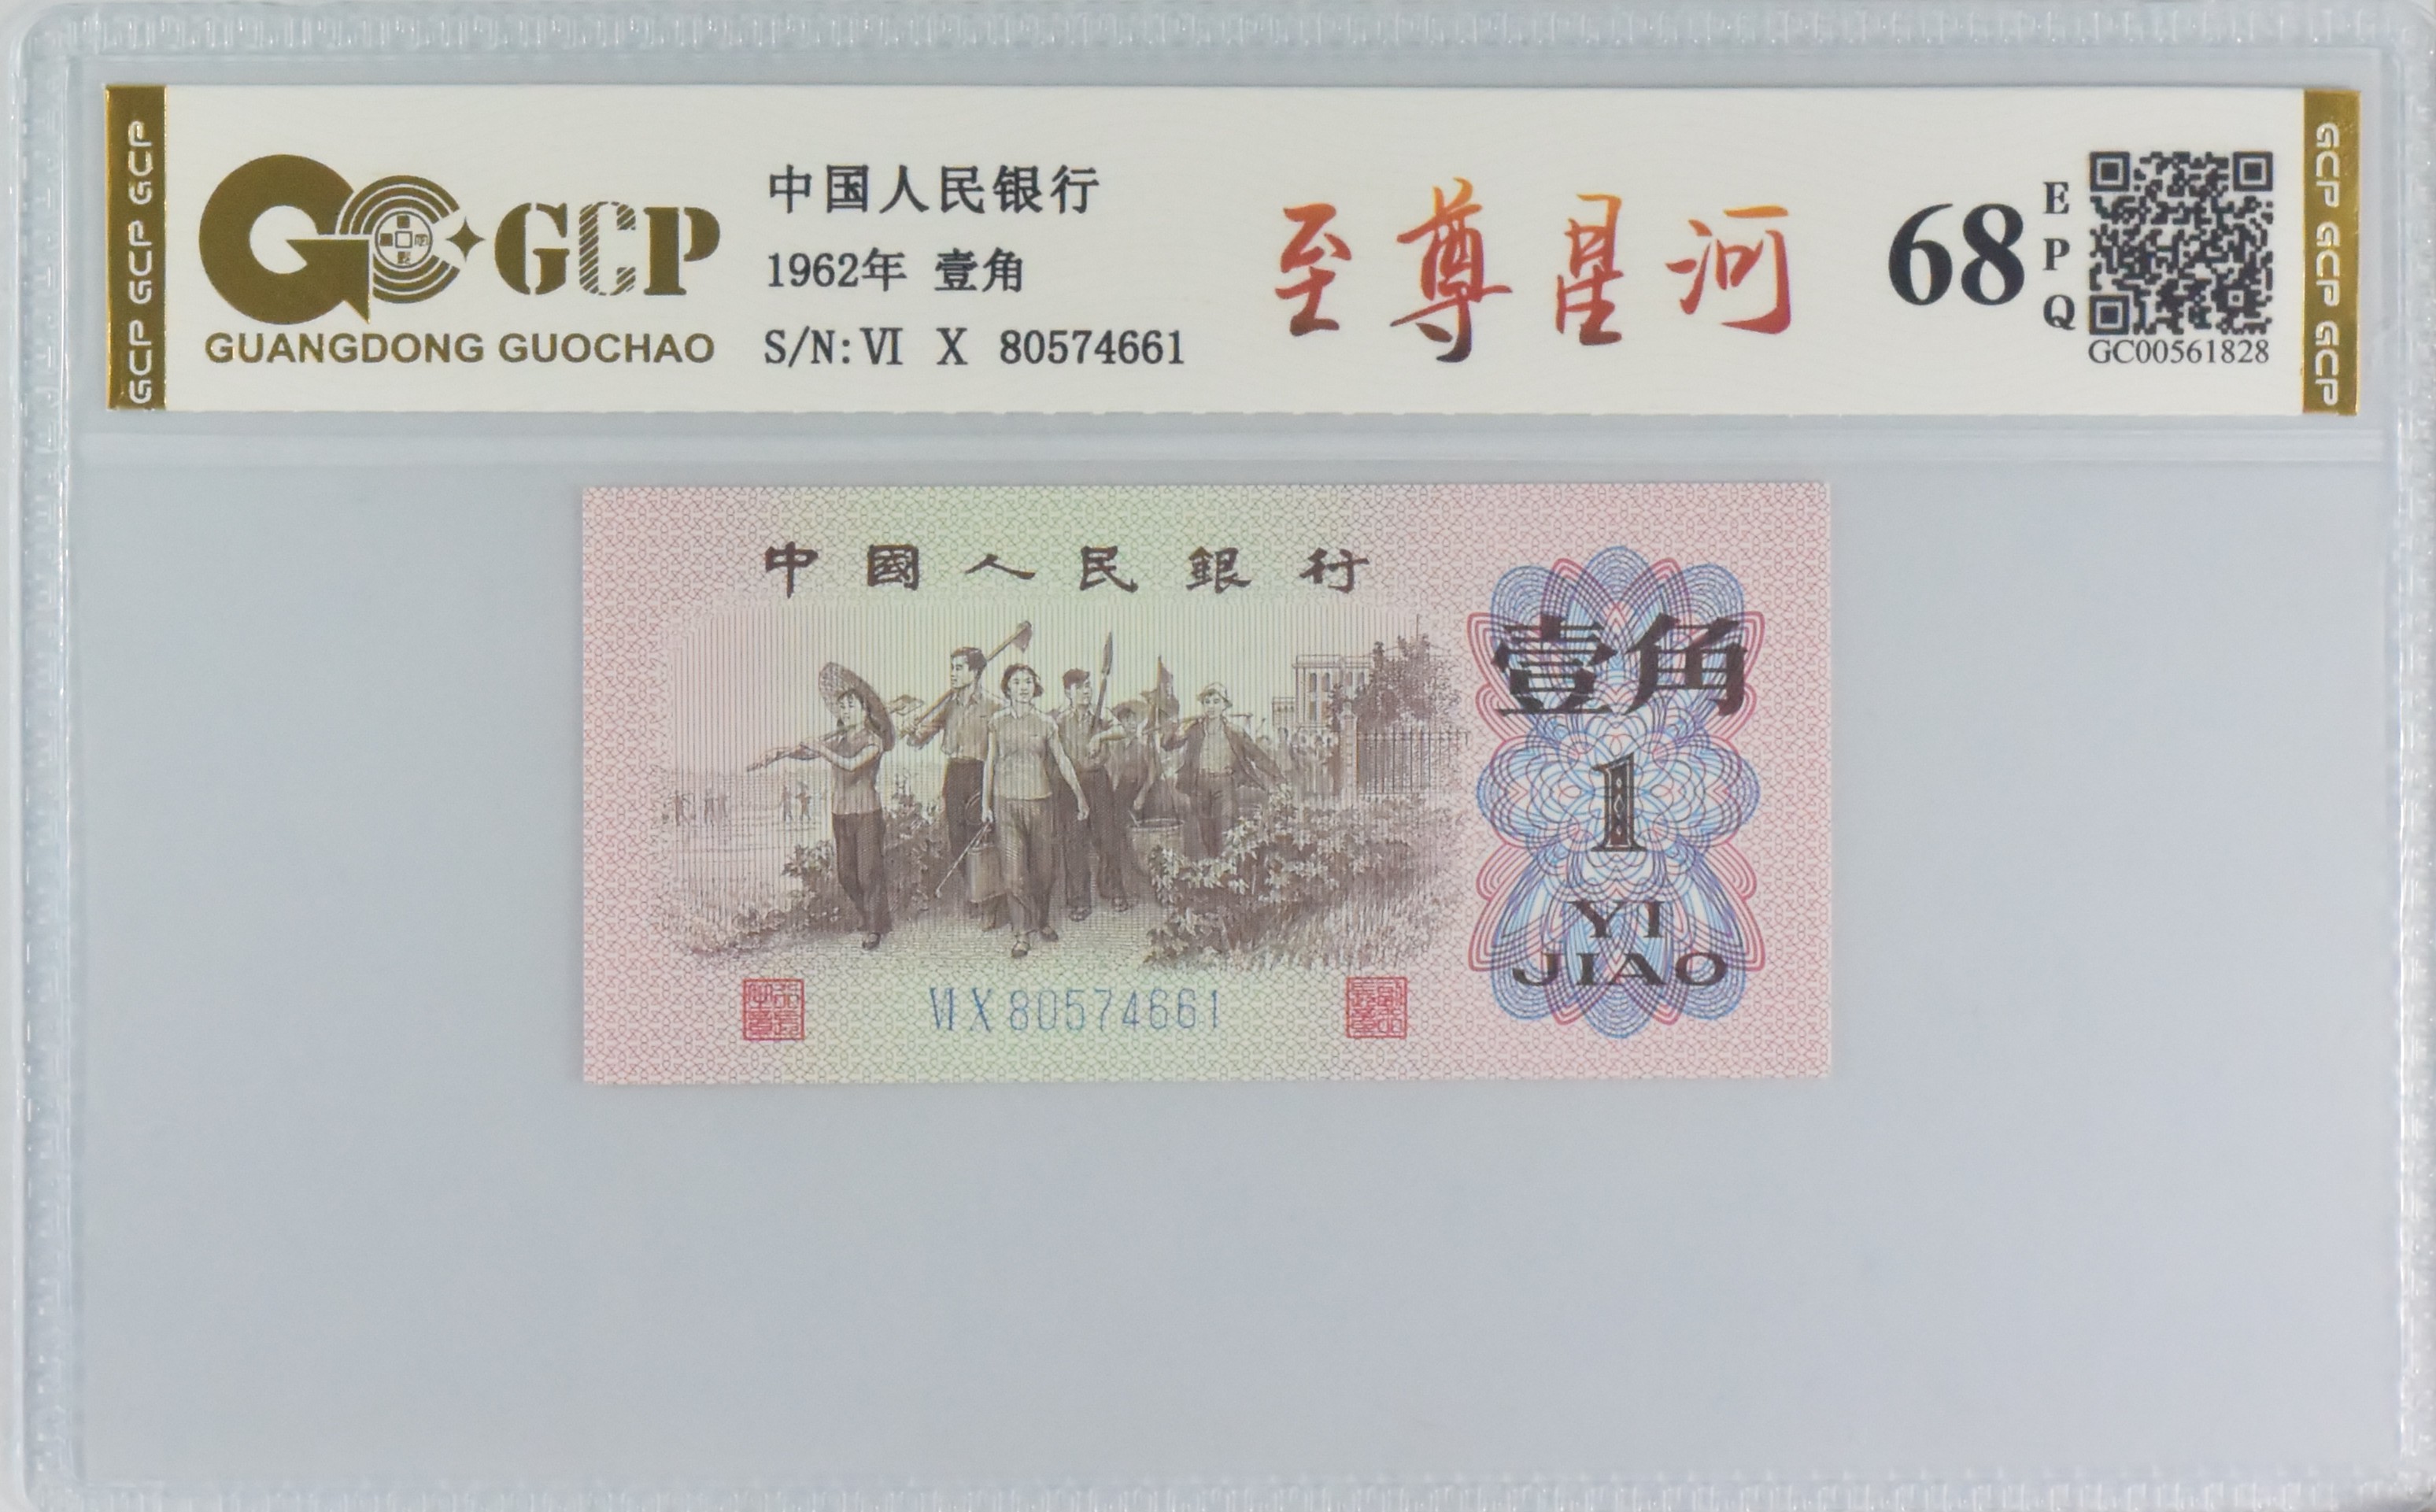 GCP GCP GCP
GCP
GUANGDONG GUOCHAO
中国人民银行
1962年 壹角
S/N: VI X 80574661
至尊星河
68
E
P
Q
GC00561828
GCP GCP GCP
中國人民銀行
壹角
1
YI
JIAO
VI X 80574661